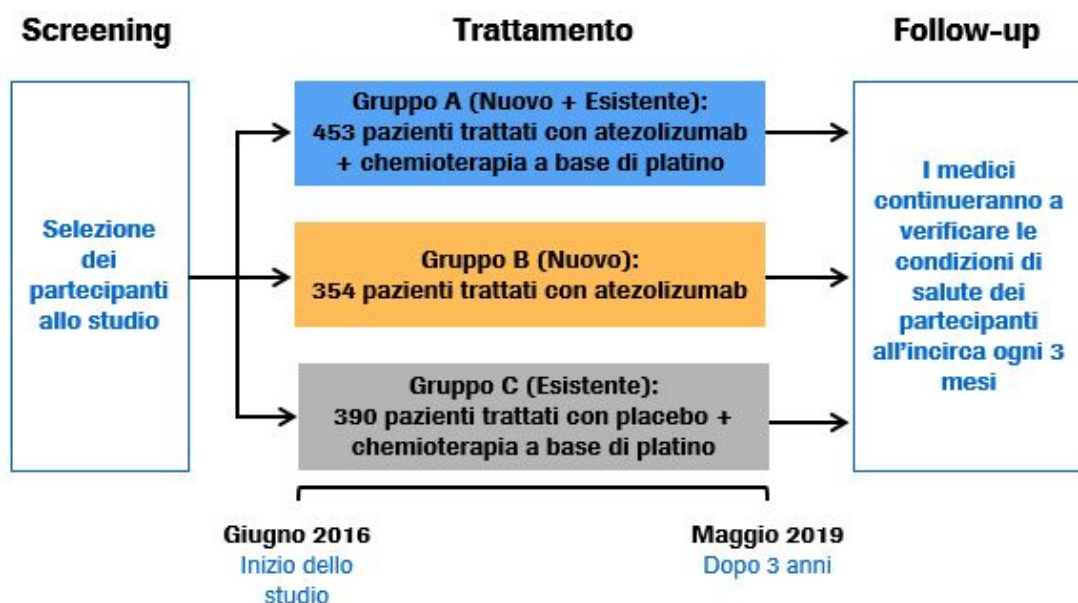 Screening
Trattamento
Follow-up
Selezione
dei
partecipanti
allo studio
Gruppo A (Nuovo + Esistente):
453 pazienti trattati con atezolizumab
+ chemioterapia a base di platino
Gruppo B (Nuovo):
354 pazienti trattati con atezolizumab
Gruppo C (Esistente):
390 pazienti trattati con placebo +
chemioterapia a base di platino
I medici
continueranno a
verificare le
condizioni di
salute dei
partecipanti
all'incirca ogni 3
mesi
Giugno 2016
Inizio dello
studio
Maggio 2019
Dopo 3 anni